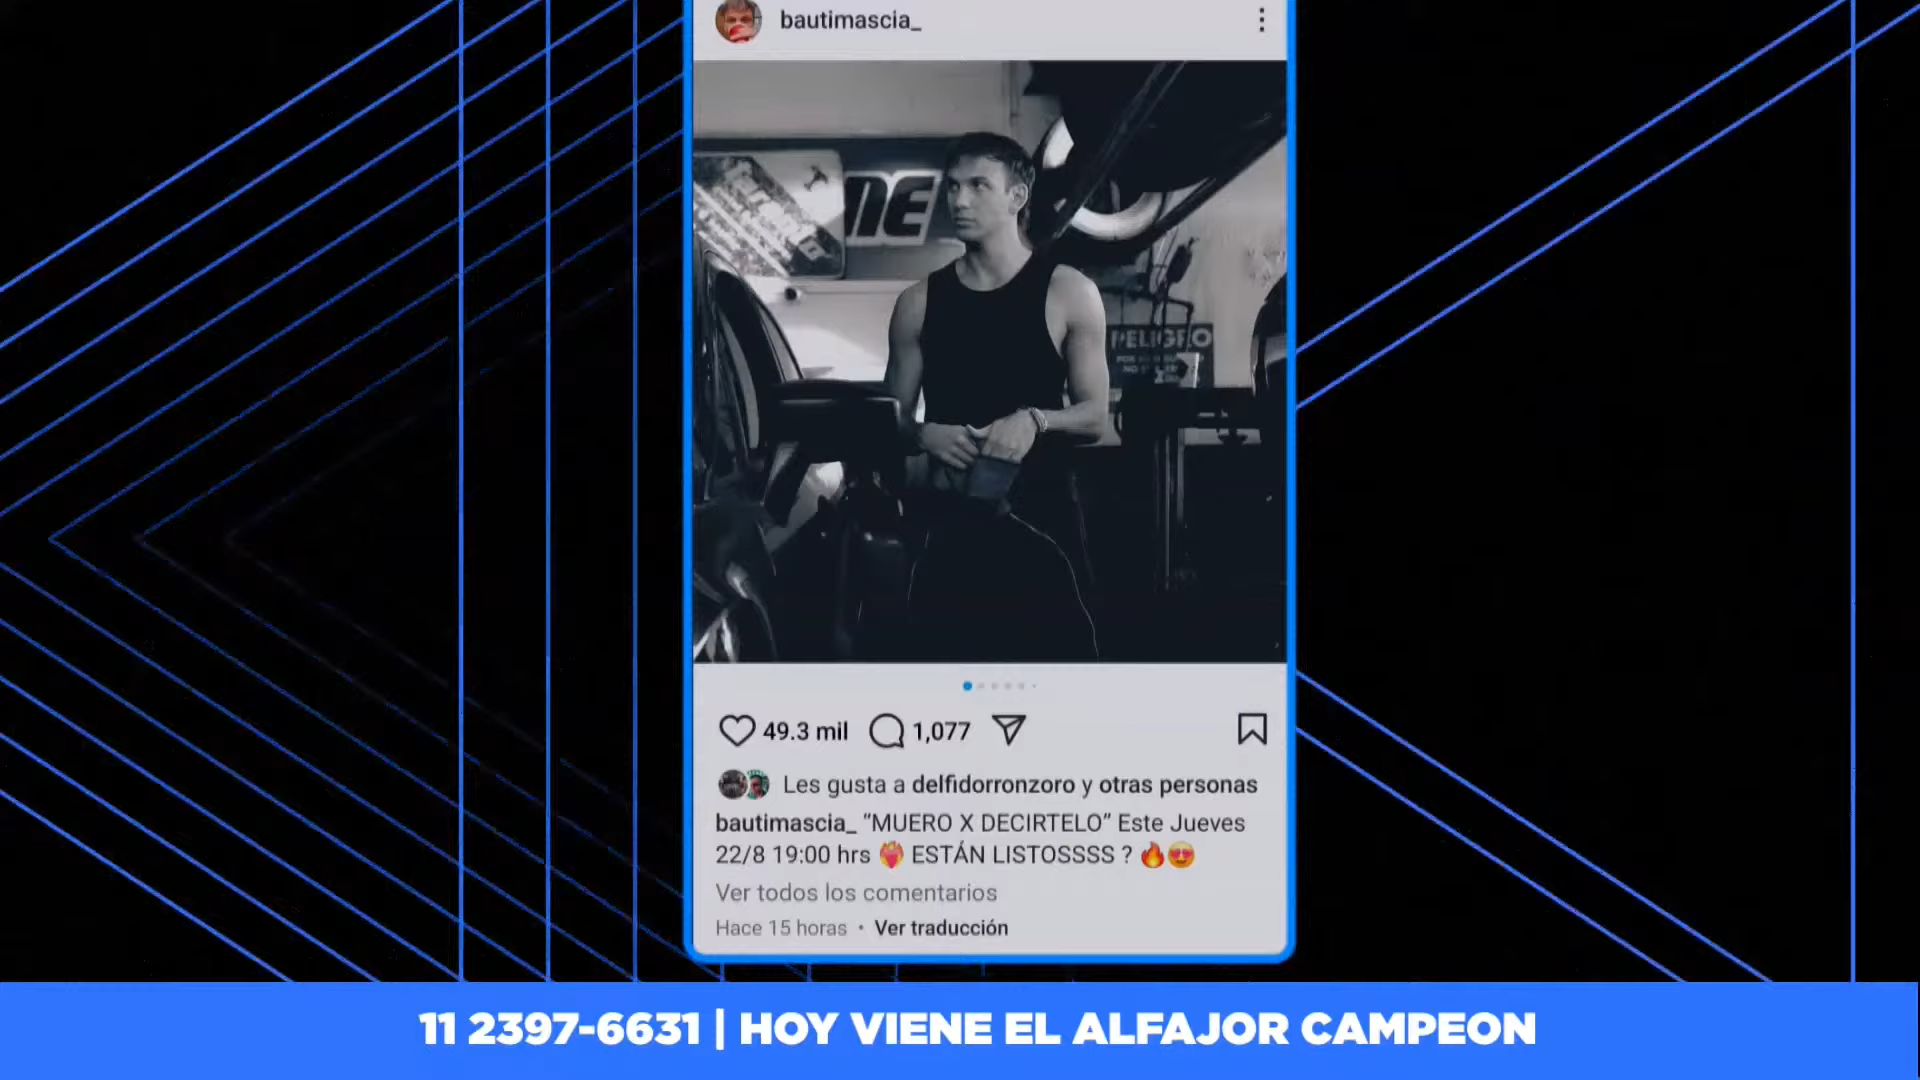 bautimascia_
NE
PELIGRO
49.3 mil 1,077
Les gusta a delfidorronzoro y otras personas
bautimascia_ “MUERO X DECIRTELO” Este Jueves
22/8 19:00 hrs ❤️‍🔥 ESTÁN LISTOSSSS ? 🔥😍
Ver todos los comentarios
Hace 15 horas • Ver traducción
11 2397-6631 | HOY VIENE EL ALFAJOR CAMPEON